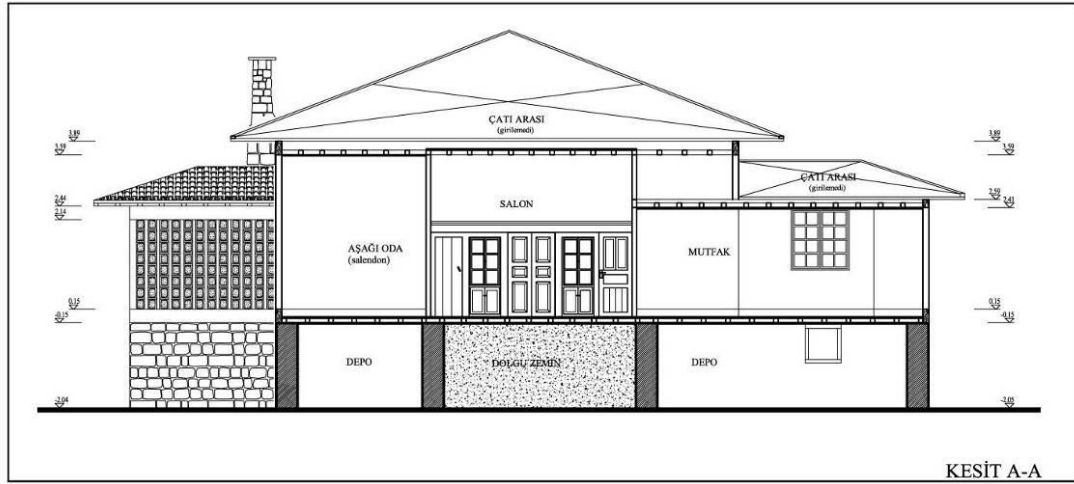 ÇATI ARASI
(girilemedi)
3.89
3.89
3.59
3.59
ÇATI ARASI
(girilemedi)
2.44
2.59
2.41
2.14
SALON
AŞAĞI ODA
(salendon)
MUTFAK
0.15
0.15
-0.15
-0.15
DEPO
DOLGU ZEMİN
DEPO
-2.04
-2.05
KESİT A-A